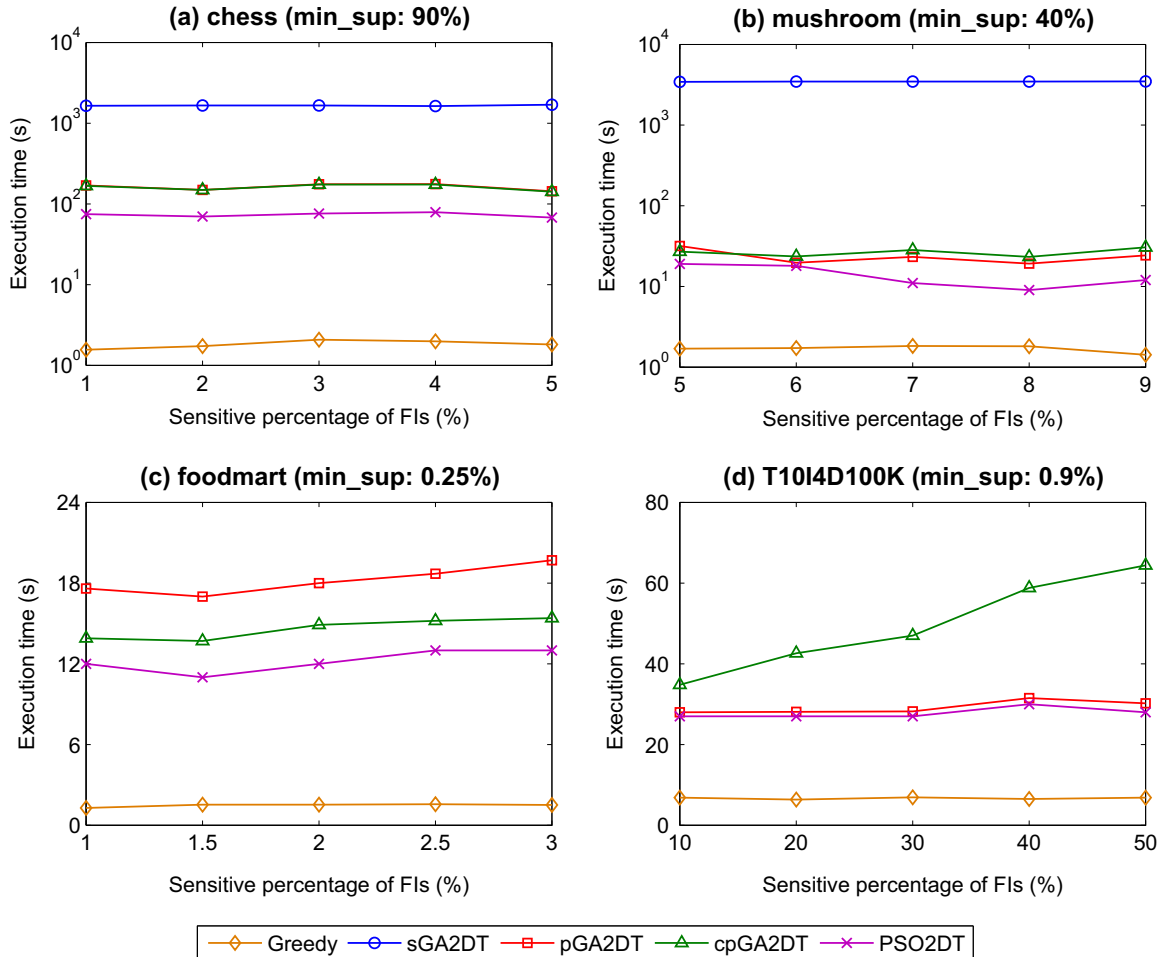 (a) chess (min_sup: 90%)
10^4
10^3
10^2
10^1
10^0
Execution time (s)
1 2 3 4 5
Sensitive percentage of FIs (%)
(b) mushroom (min_sup: 40%)
10^4
10^3
10^2
10^1
10^0
Execution time (s)
5 6 7 8 9
Sensitive percentage of FIs (%)
(c) foodmart (min_sup: 0.25%)
24
18
12
6
0
Execution time (s)
1 1.5 2 2.5 3
Sensitive percentage of FIs (%)
(d) T10I4D100K (min_sup: 0.9%)
80
60
40
20
0
Execution time (s)
10 20 30 40 50
Sensitive percentage of FIs (%)
Greedy sGA2DT pGA2DT cpGA2DT PSO2DT